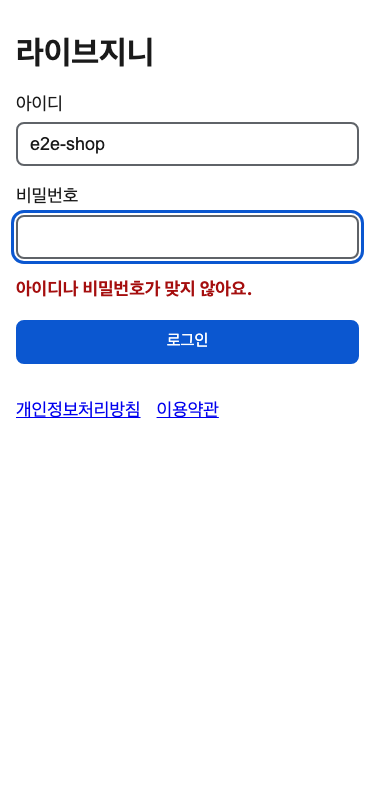 라이브지니
아이디
e2e-shop
비밀번호
아이디나 비밀번호가 맞지 않아요.
로그인
개인정보처리방침 이용약관